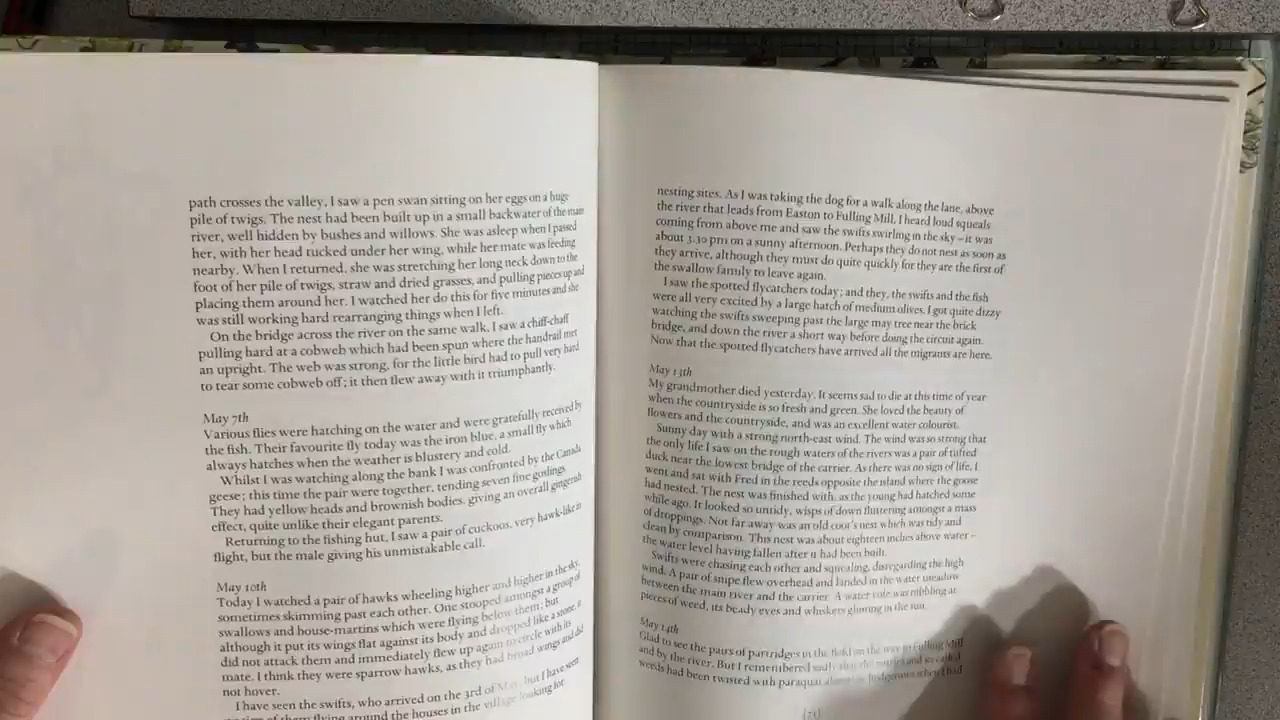 path crosses the valley, I saw a pen swan sitting on her eggs on a huge
pile of twigs. The nest had been built up in a small backwater of the main
river, well hidden by bushes and willows. She was asleep when I passed
her, with her head tucked under her wing, while her mate was feeding
nearby. When I returned, she was stretching her long neck down to the
foot of her pile of twigs, straw and dried grasses, and pulling pieces up and
placing them around her. I watched her do this for five minutes and she
was still working hard rearranging things when I left.
On the bridge across the river on the same walk, I saw a chiff-chaff
pulling hard at a cobweb which had been spun where the handrail met
an upright. The web was strong, for the little bird had to pull very hard
to tear some cobweb off; it then flew away with it triumphantly.
May 7th
Various flies were hatching on the water and were gratefully received by
the fish. Their favourite fly today was the iron blue, a small fly which
always hatches when the weather is blustery and cold.
Whilst I was watching along the bank I was confronted by the Canada
geese; this time the pair were together, tending seven fine goslings.
They had yellow heads and brownish bodies, giving an overall gingerish
effect, quite unlike their elegant parents.
Returning to the fishing hut, I saw a pair of cuckoos, very hawk-like in
flight, but the male giving his unmistakable call.
May 10th
Today I watched a pair of hawks wheeling higher and higher in the sky,
sometimes skimming past each other. One stooped amongst a group of
swallows and house-martins which were flying below them; but
although it put its wings flat against its body and dropped like a stone, it
did not attack them and immediately flew up again to circle with its
mate. I think they were sparrow hawks, as they had broad wings and did
not hover.
I have seen the swifts, who arrived on the 3rd of May, but I have seen
of them flying around the houses in the village looking for
nesting sites. As I was taking the dog for a walk along the lane, above
the river that leads from Easton to Fulling Mill, I heard loud squeals
coming from above me and saw the swifts swirling in the sky – it was
about 3.30 pm on a sunny afternoon. Perhaps they do not nest as soon as
they arrive, although they must do quite quickly for they are the first of
the swallow family to leave again.
I saw the spotted flycatchers today; and they, the swifts and the fish
were all very excited by a large hatch of medium olives. I got quite dizzy
watching the swifts sweeping past the large may tree near the brick
bridge, and down the river a short way before doing the circuit again.
Now that the spotted flycatchers have arrived all the migrants are here.
May 13th
My grandmother died yesterday. It seems sad to die at this time of year
when the countryside is so fresh and green. She loved the beauty of
flowers and the countryside, and was an excellent water colourist.
Sunny day with a strong north-east wind. The wind was so strong that
the only life I saw on the rough waters of the rivers was a pair of tufted
duck near the lowest bridge of the carrier. As there was no sign of life, I
went and sat with Fred in the reeds opposite the island where the goose
had nested. The nest was finished with, as the young had hatched some
while ago. It looked so untidy, wisps of down fluttering amongst a mass
of droppings. Not far away was an old coot's nest which was tidy and
clean by comparison. This nest was about eighteen inches above water –
the water level having fallen after it had been built.
Swifts were chasing each other and squealing, disregarding the high
wind. A pair of snipe flew overhead and landed in the water meadow
between the main river and the carrier. A water vole was nibbling at
pieces of weed, its beady eyes and whiskers glinting in the sun.
May 14th
Glad to see the pairs of partridges in the field on the way to Fulling Mill
and by the river. But I remembered sadly that the nettles and so-called
weeds had been twisted with paraquat when I had